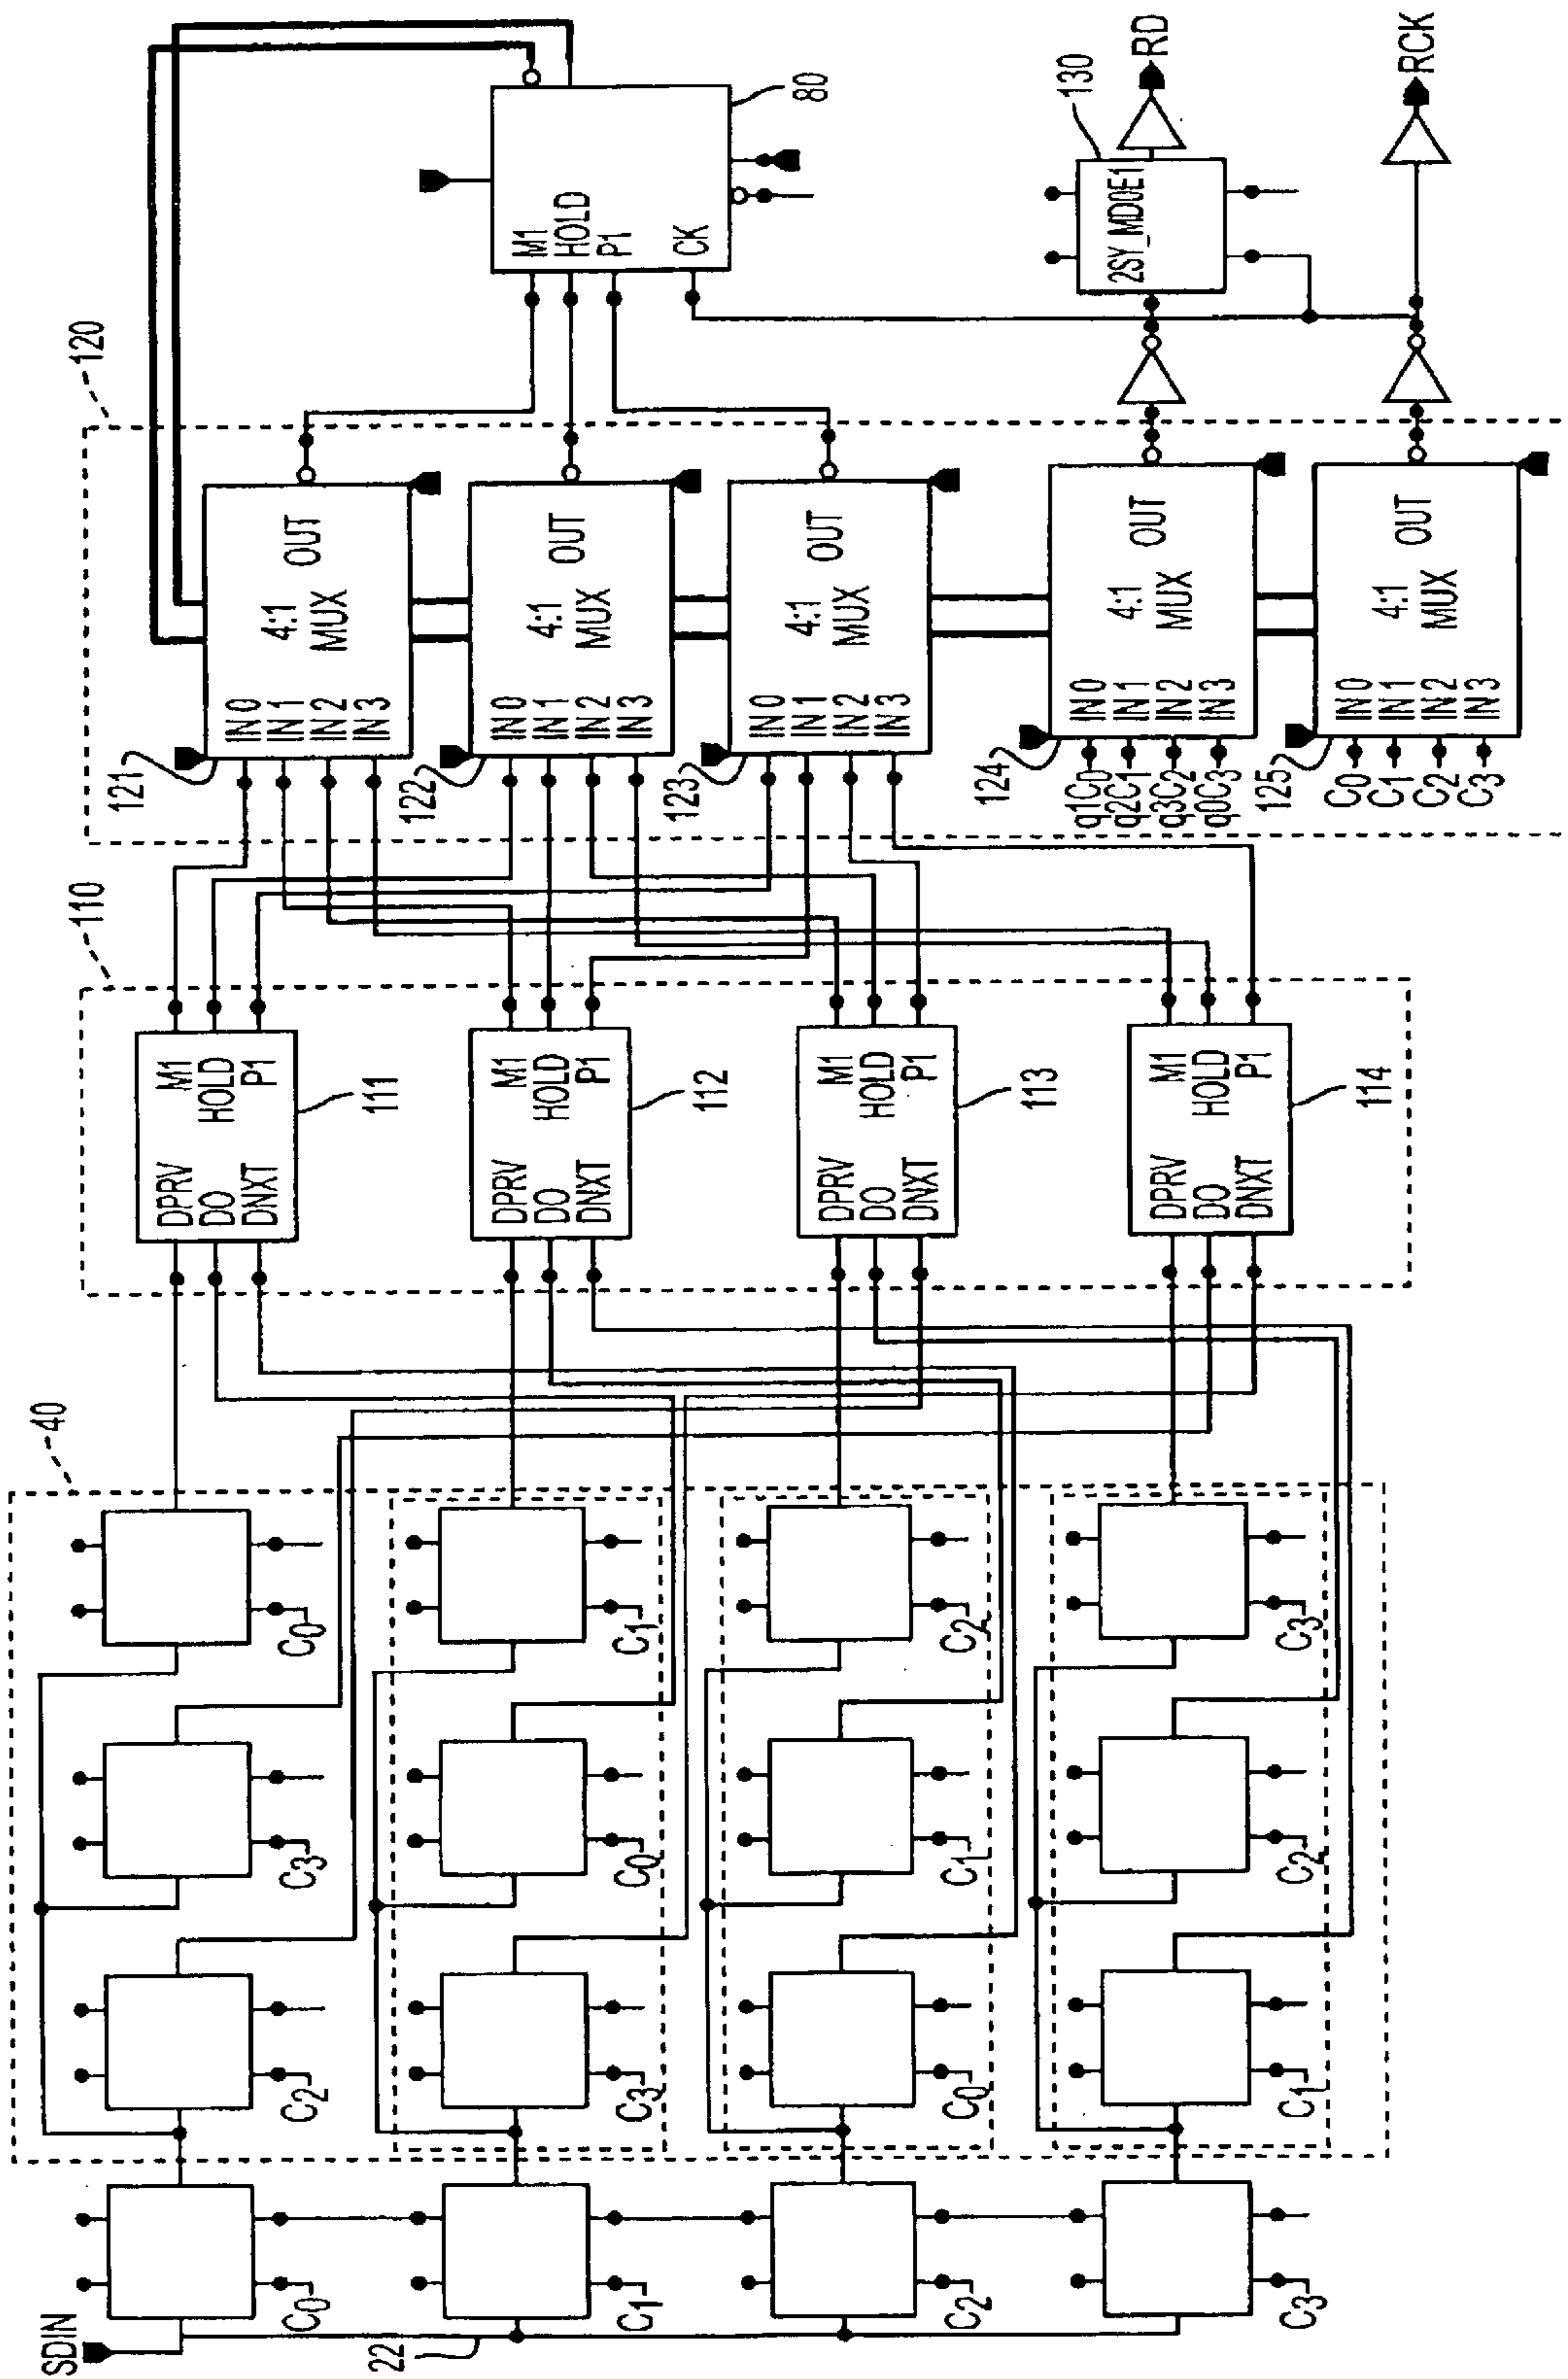 SDIN
22
C0
C1
C2
C3
40
C2
C3
C0
C3
C0
C1
C0
C1
C2
C1
C2
C3
110
DPRV M1
DO HOLD
DNXT P1
111
DPRV M1
DO HOLD
DNXT P1
112
DPRV M1
DO HOLD
DNXT P1
113
DPRV M1
DO HOLD
DNXT P1
114
120
121
IN0
IN1
IN2
IN3
4:1
MUX
OUT
122
IN0
IN1
IN2
IN3
4:1
MUX
OUT
123
IN0
IN1
IN2
IN3
4:1
MUX
OUT
124
q1C0 IN0
q2C1 IN1
q3C2 IN2
q0C3 IN3
4:1
MUX
OUT
125
C0 IN0
C1 IN1
C2 IN2
C3 IN3
4:1
MUX
OUT
M1
HOLD
P1
CK
80
2SY_MD0E1
130
RD
RCK